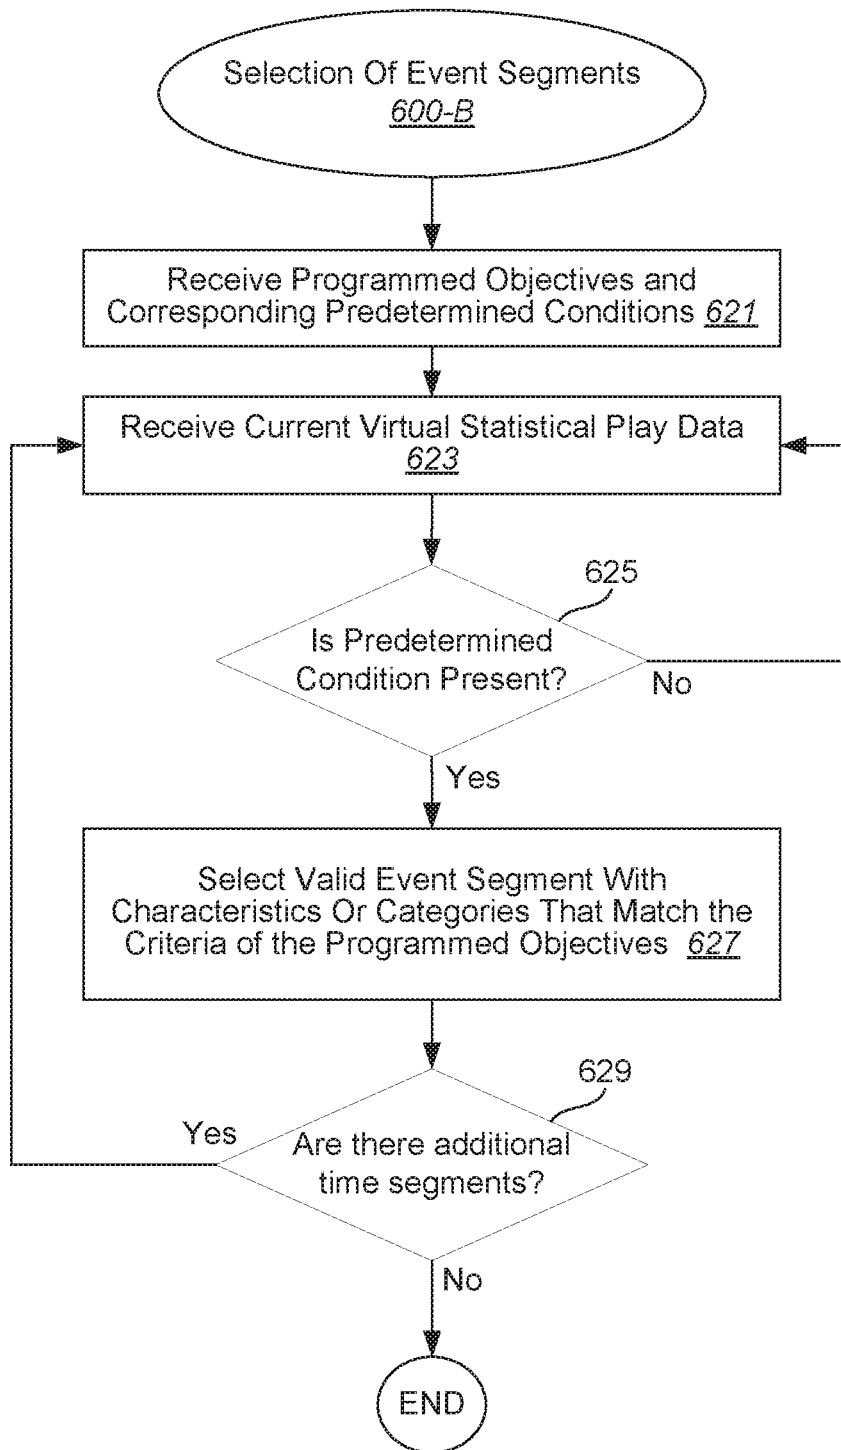 Selection Of Event Segments
600-B
Receive Programmed Objectives and
Corresponding Predetermined Conditions 621
Receive Current Virtual Statistical Play Data
623
625
Is Predetermined
Condition Present?
No
Yes
Select Valid Event Segment With
Characteristics Or Categories That Match the
Criteria of the Programmed Objectives 627
629
Yes
Are there additional
time segments?
No
END